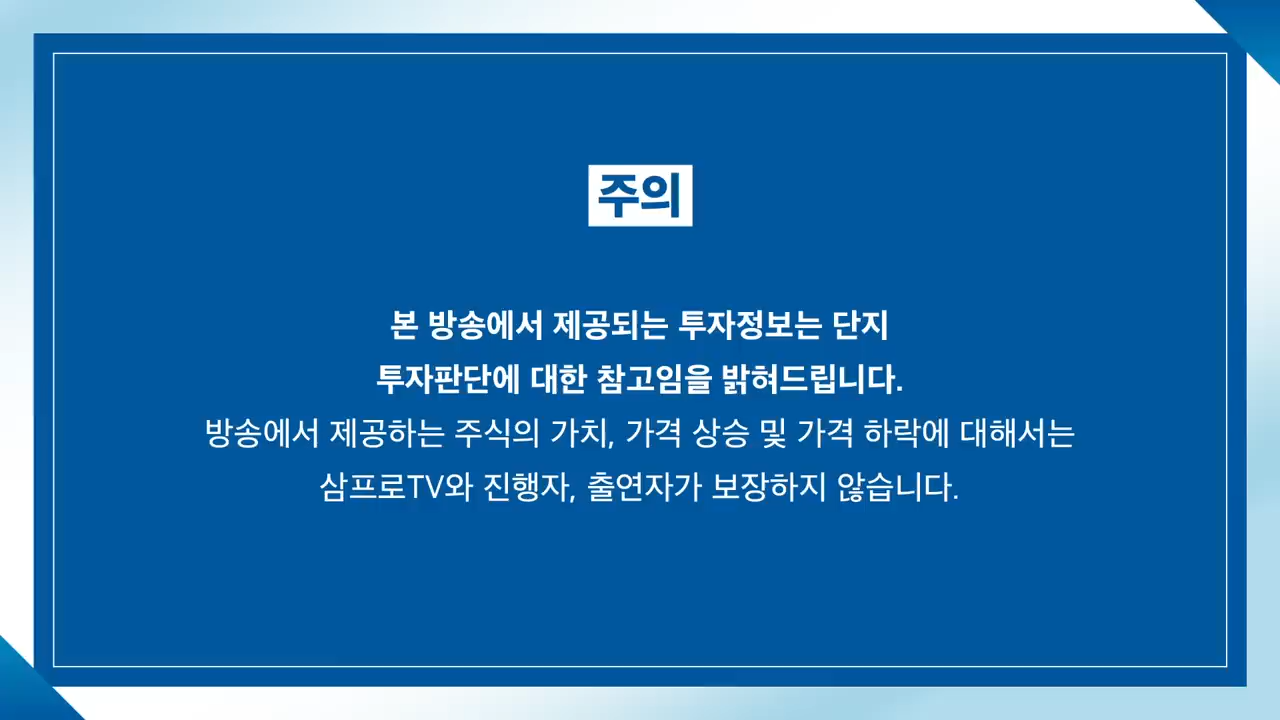 주의
본 방송에서 제공되는 투자정보는 단지
투자판단에 대한 참고임을 밝혀드립니다.
방송에서 제공하는 주식의 가치, 가격 상승 및 가격 하락에 대해서는
삼프로TV와 진행자, 출연자가 보장하지 않습니다.